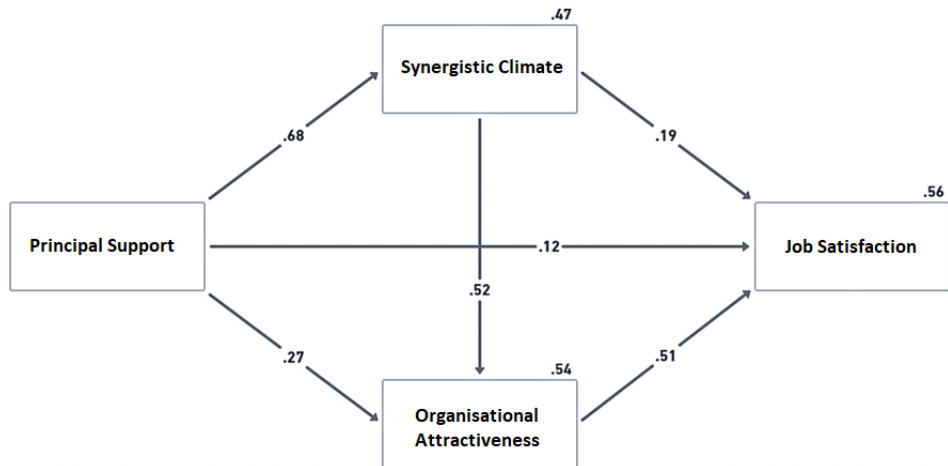 .47
Synergistic Climate
.68
.19
.56
Principal Support
.12
Job Satisfaction
.52
.27
.51
.54
Organisational
Attractiveness